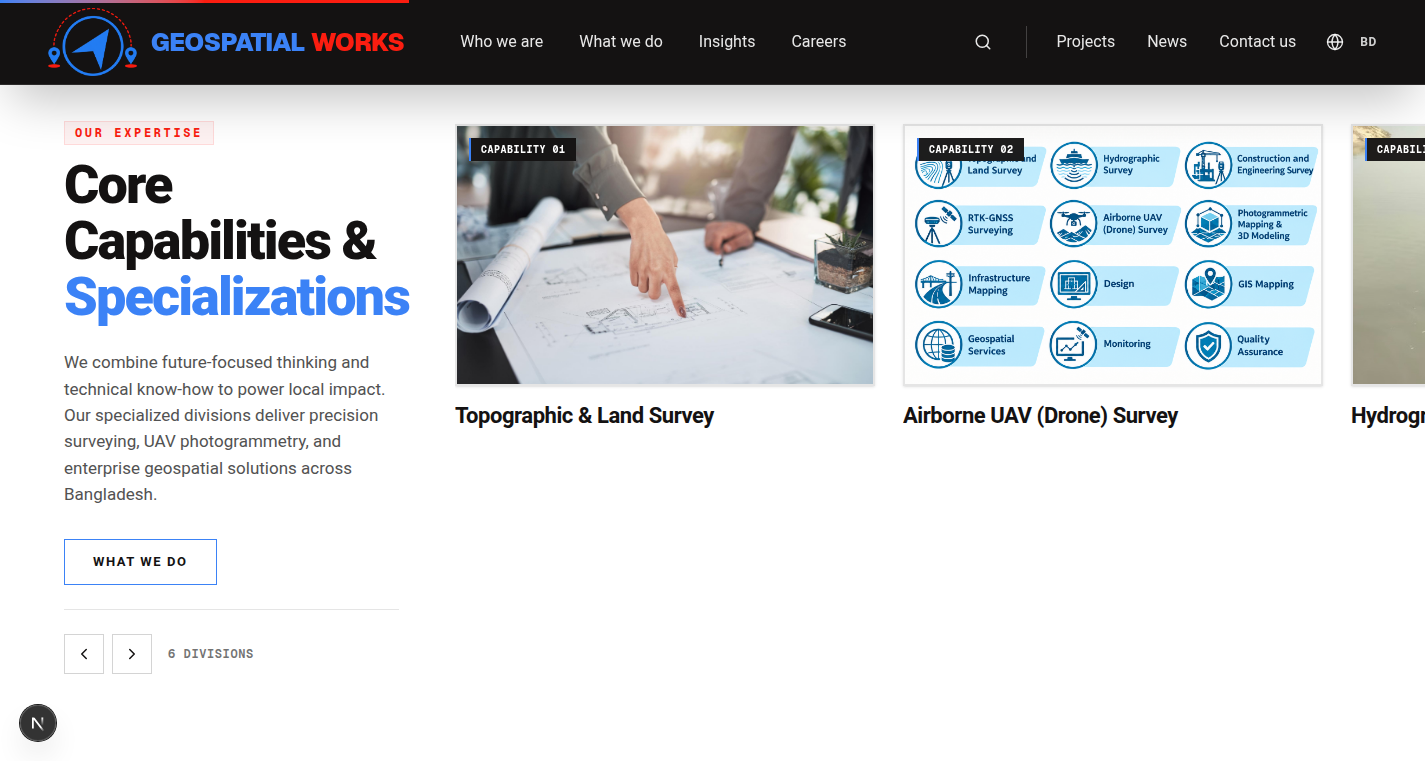 GEOSPATIAL WORKS
Who we are
What we do
Insights
Careers
Projects
News
Contact us
BD
OUR EXPERTISE
Core
Capabilities &
Specializations
We combine future-focused thinking and
technical know-how to power local impact.
Our specialized divisions deliver precision
surveying, UAV photogrammetry, and
enterprise geospatial solutions across
Bangladesh.
WHAT WE DO
6 DIVISIONS
CAPABILITY 01
Topographic & Land Survey
CAPABILITY 02
Land Survey
Hydrographic
Survey
Construction and
Engineering Survey
RTK-GNSS
Surveying
Airborne UAV
(Drone) Survey
Photogrammetric
Mapping &
3D Modeling
Infrastructure
Mapping
Design
GIS Mapping
Geospatial
Services
Monitoring
Quality
Assurance
Airborne UAV (Drone) Survey
N